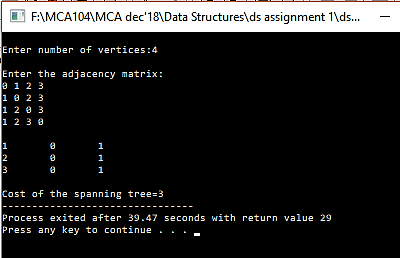 F:\MCA104\MCA dec'18\Data Structures\ds assignment 1\ds...
Enter number of vertices:4
Enter the adjacency matrix:
0 1 2 3
1 0 2 3
1 2 0 3
1 2 3 0
1 0 1
2 0 1
3 0 1
Cost of the spanning tree=3
--------------------------------
Process exited after 39.47 seconds with return value 29
Press any key to continue . . .